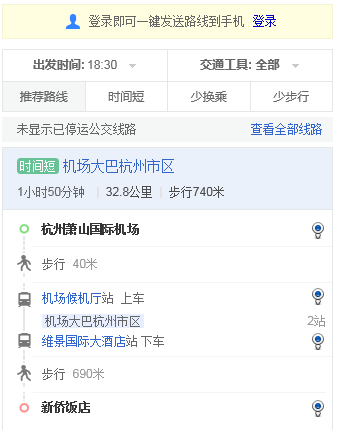 登录即可一键发送路线到手机 登录
出发时间: 18:30 交通工具: 全部
推荐路线 时间短 少换乘 少步行
未显示已停运公交线路 查看全部线路
时间短 机场大巴杭州市区
1小时50分钟 32.8公里 步行740米
杭州萧山国际机场
步行 40米
机场候机厅站 上车
机场大巴杭州市区 2站
维景国际大酒店站 下车
步行 690米
新侨饭店